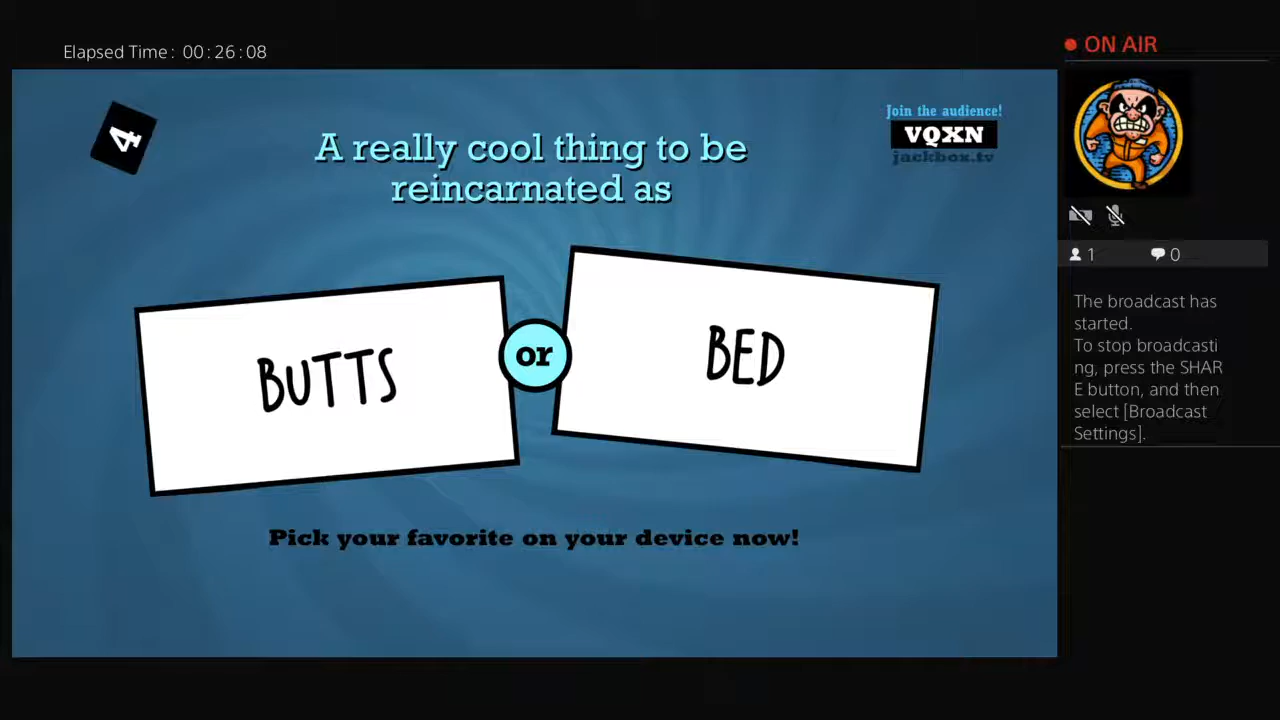 Elapsed Time: 00:26:08
ON AIR
4
Join the audience!
VQXN
jackbox.tv
A really cool thing to be
reincarnated as
BUTTS
or
BED
Pick your favorite on your device now!
1
0
The broadcast has
started.
To stop broadcasti
ng, press the SHAR
E button, and then
select [Broadcast
Settings].